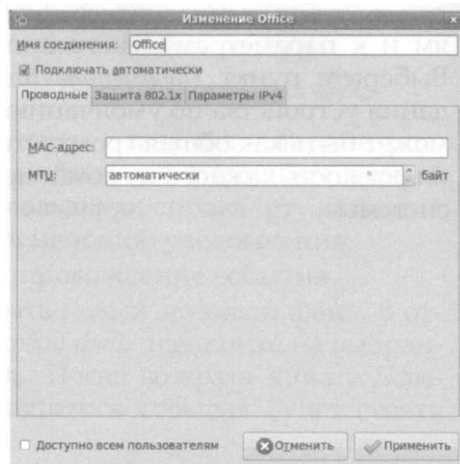 Изменение Office
Имя соединения: Office
Подключать автоматически
Проводные Защита 802.1x Параметры IPv4
MAC-адрес:
MTU: автоматически байт
Доступно всем пользователям Отменить Применить